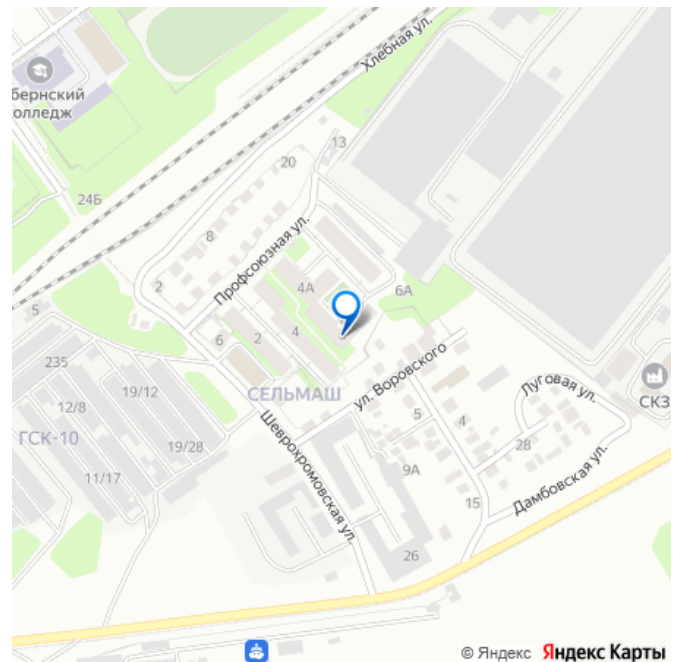 Хлебная ул.
бернский
олледж
13
20
24Б
8
Профсоюзная ул.
4А
6А
2
5
6
2
4
235
19/12
СЕЛЬМАШ
ул. Воровского
Луговая ул.
СКЗ
12/8
5
4
ГСК-10
19/28
Шеврохромовская ул.
28
11/17
9А
15
Дамбовская ул.
26
© Яндекс Яндекс Карты